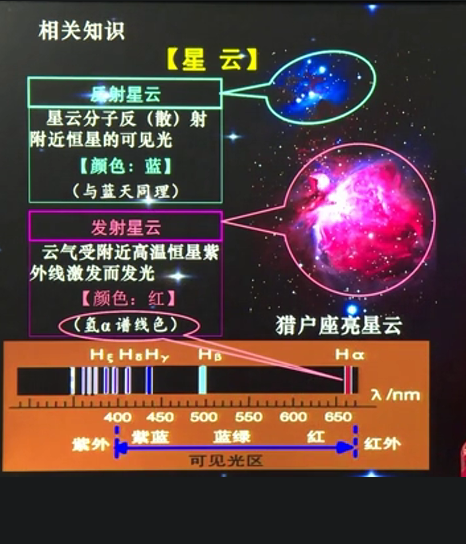 相关知识
【星 云】
反射星云
星云分子反（散）射
附近恒星的可见光
【颜色：蓝】
（与蓝天同理）
发射星云
云气受附近高温恒星紫
外线激发而发光
【颜色：红】
（氢α谱线色）
猎户座亮星云
Hξ Hδ Hγ Hβ Hα
λ/nm
400 450 500 550 600 650
紫外 紫蓝 蓝绿 红 红外
可见光区